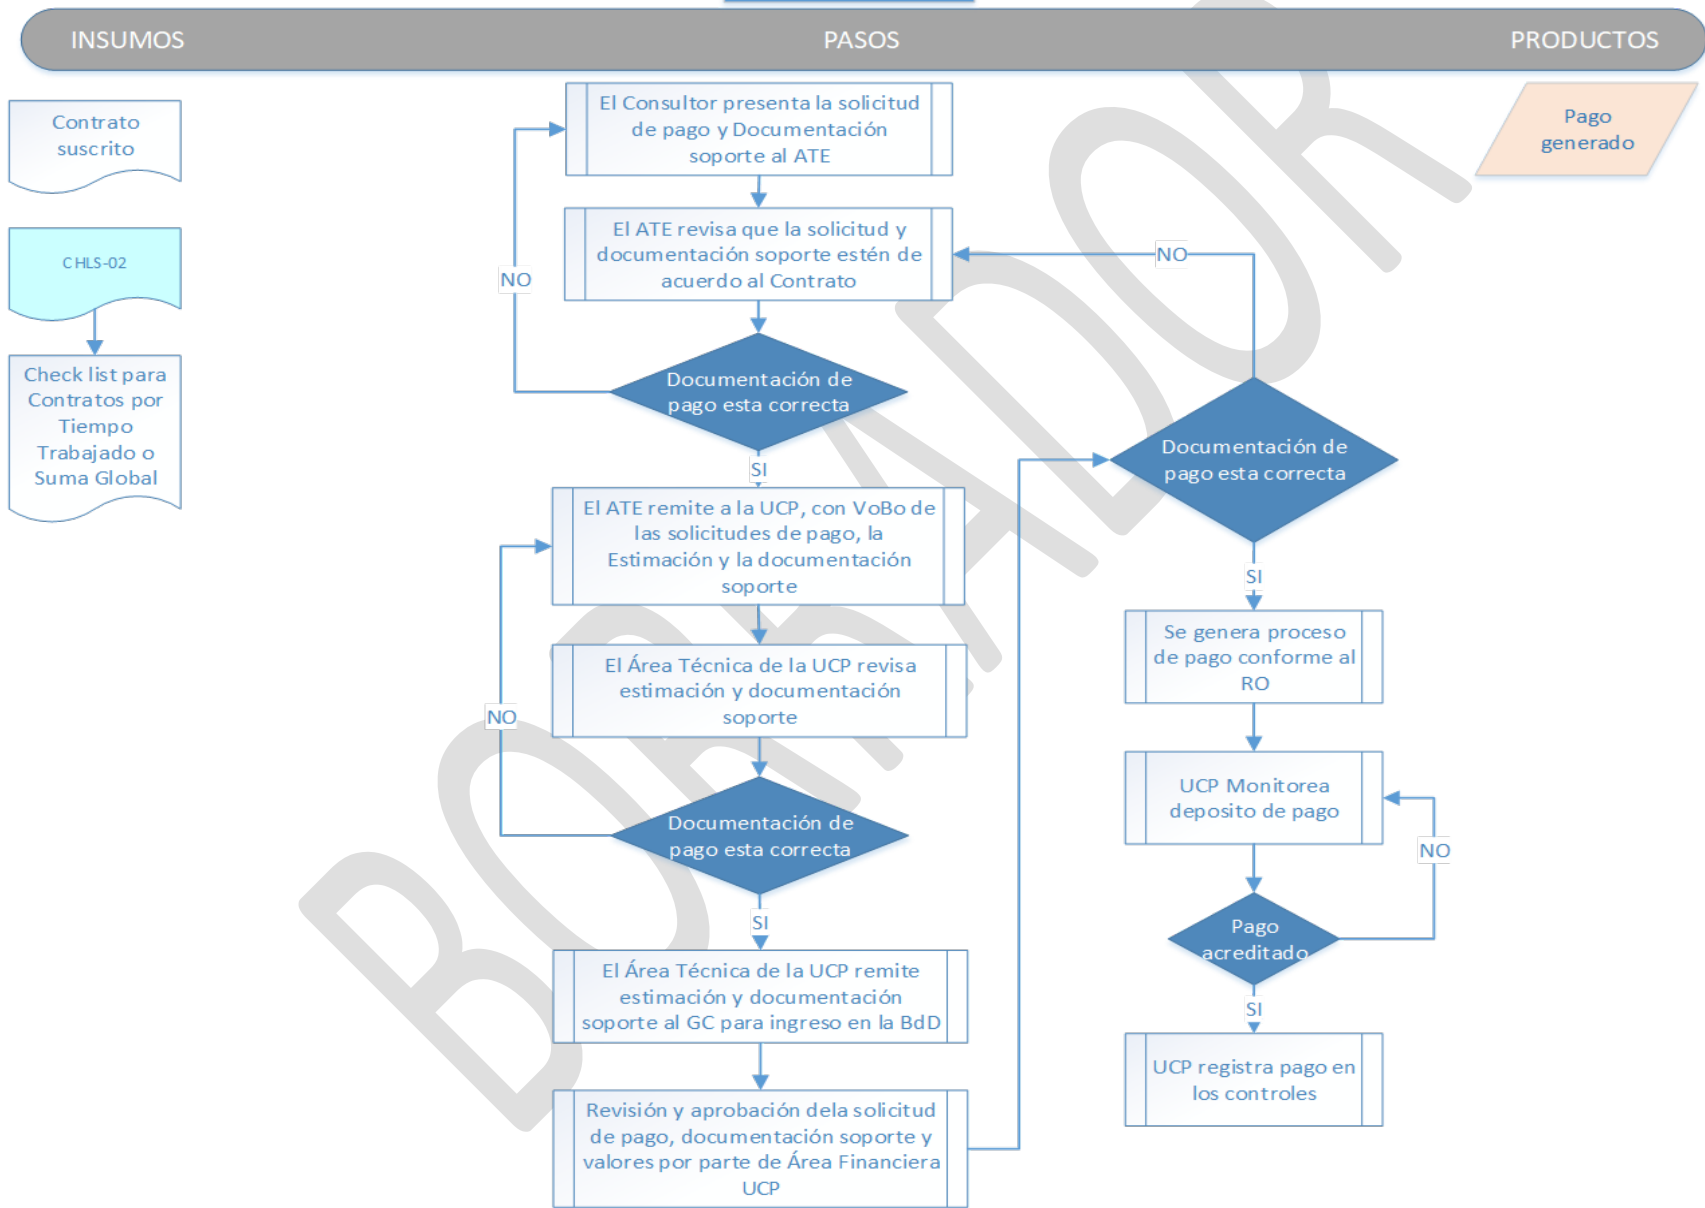 INSUMOS
PASOS
PRODUCTOS
Contrato
suscrito
CHLS-02
Check list para
Contratos por
Tiempo
Trabajado o
Suma Global
El Consultor presenta la solicitud
de pago y Documentación
soporte al ATE
El ATE revisa que la solicitud y
documentación soporte estén de
acuerdo al Contrato
NO
Documentación de
pago esta correcta
SI
El ATE remite a la UCP, con VoBo de
las solicitudes de pago, la
Estimación y la documentación
soporte
El Área Técnica de la UCP revisa
estimación y documentación
soporte
NO
Documentación de
pago esta correcta
SI
El Área Técnica de la UCP remite
estimación y documentación
soporte al GC para ingreso en la BdD
Revisión y aprobación dela solicitud
de pago, documentación soporte y
valores por parte de Área Financiera
UCP
NO
Documentación de
pago esta correcta
SI
Se genera proceso
de pago conforme al
RO
UCP Monitorea
deposito de pago
NO
Pago
acreditado
SI
UCP registra pago en
los controles
Pago
generado
BORRADOR